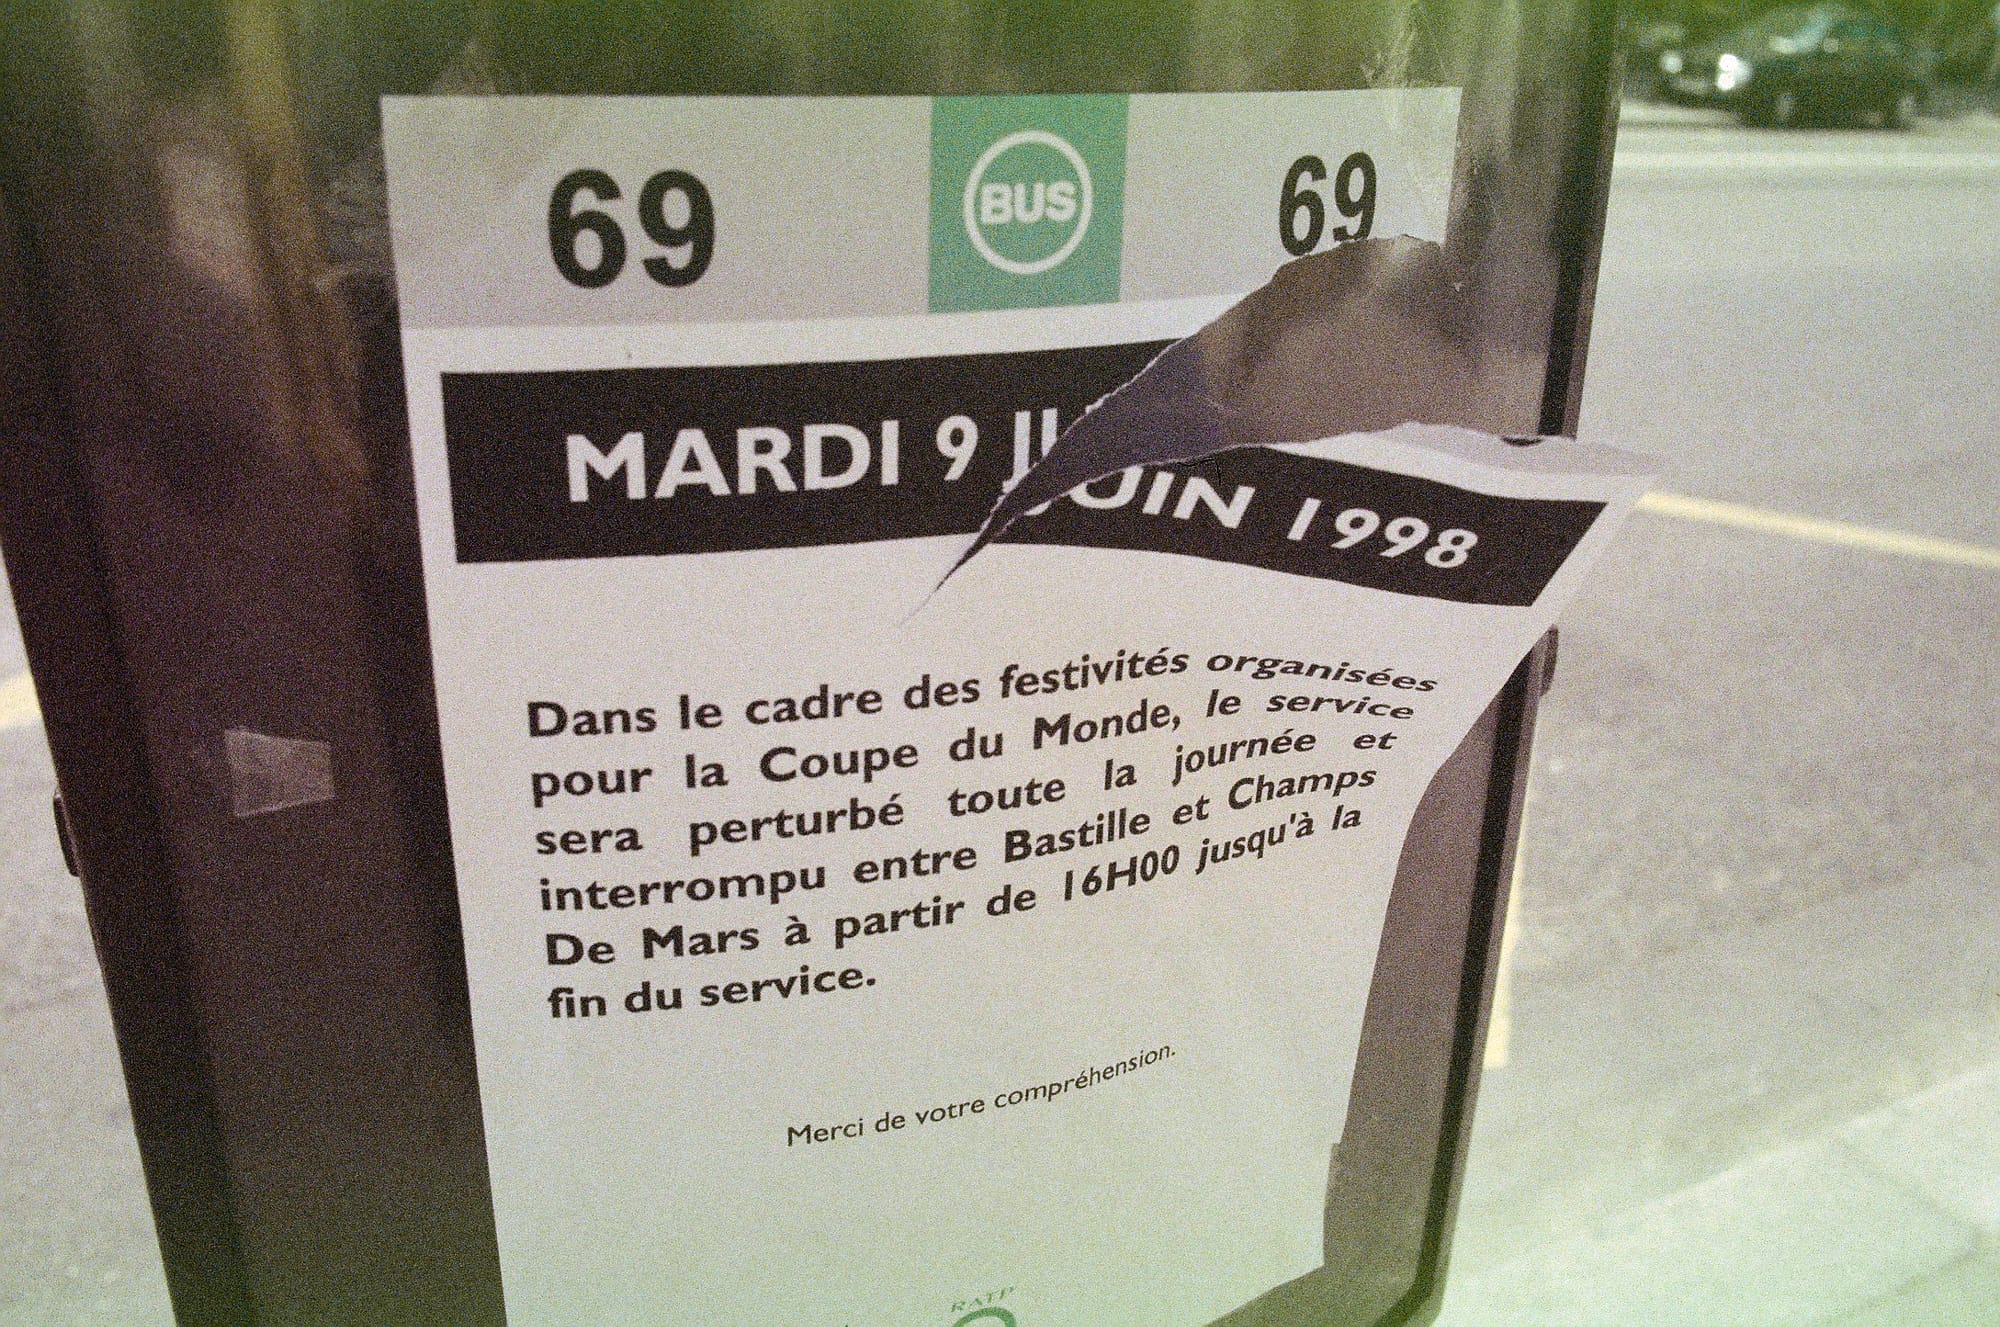 69 BUS 69
MARDI 9 JUIN 1998
Dans le cadre des festivités organisées
pour la Coupe du Monde, le service
sera perturbé toute la journée et
interrompu entre Bastille et Champs
De Mars à partir de 16H00 jusqu'à la
fin du service.
Merci de votre compréhension.
RATP